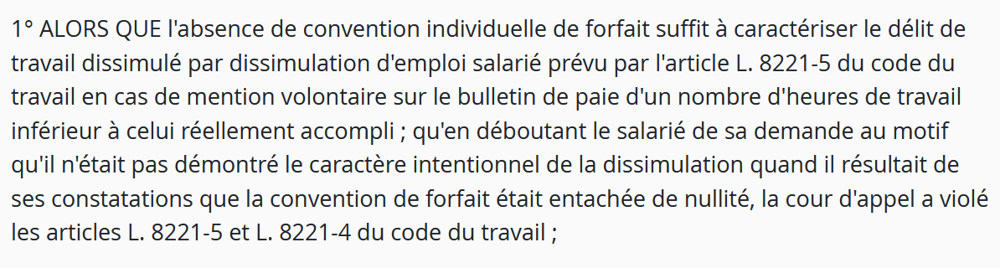 1° ALORS QUE l'absence de convention individuelle de forfait suffit à caractériser le délit de
travail dissimulé par dissimulation d'emploi salarié prévu par l'article L. 8221-5 du code du
travail en cas de mention volontaire sur le bulletin de paie d'un nombre d'heures de travail
inférieur à celui réellement accompli ; qu'en déboutant le salarié de sa demande au motif
qu'il n'était pas démontré le caractère intentionnel de la dissimulation quand il résultait de
ses constatations que la convention de forfait était entachée de nullité, la cour d'appel a violé
les articles L. 8221-5 et L. 8221-4 du code du travail ;